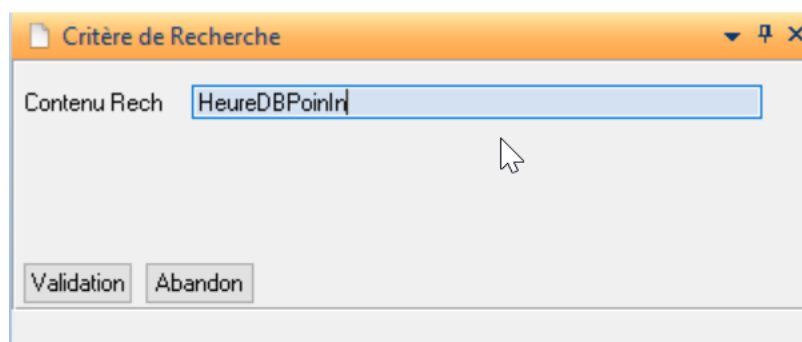 Critère de Recherche
Contenu Rech HeureDBPoinIn
Validation Abandon